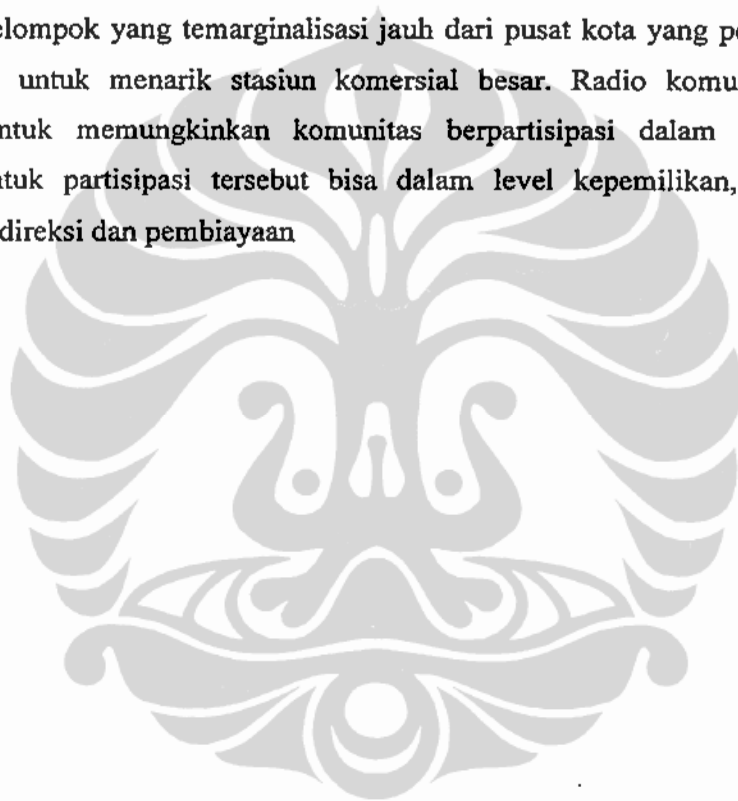 elompok yang temarginalisasi jauh dari pusat kota yang
untuk menarik stasiun komersial besar. Radio
ntuk memungkinkan komunitas berpartisipasi dalam
tuk partisipasi tersebut bisa dalam level kepemilikan,
direksi dan pembiayaan